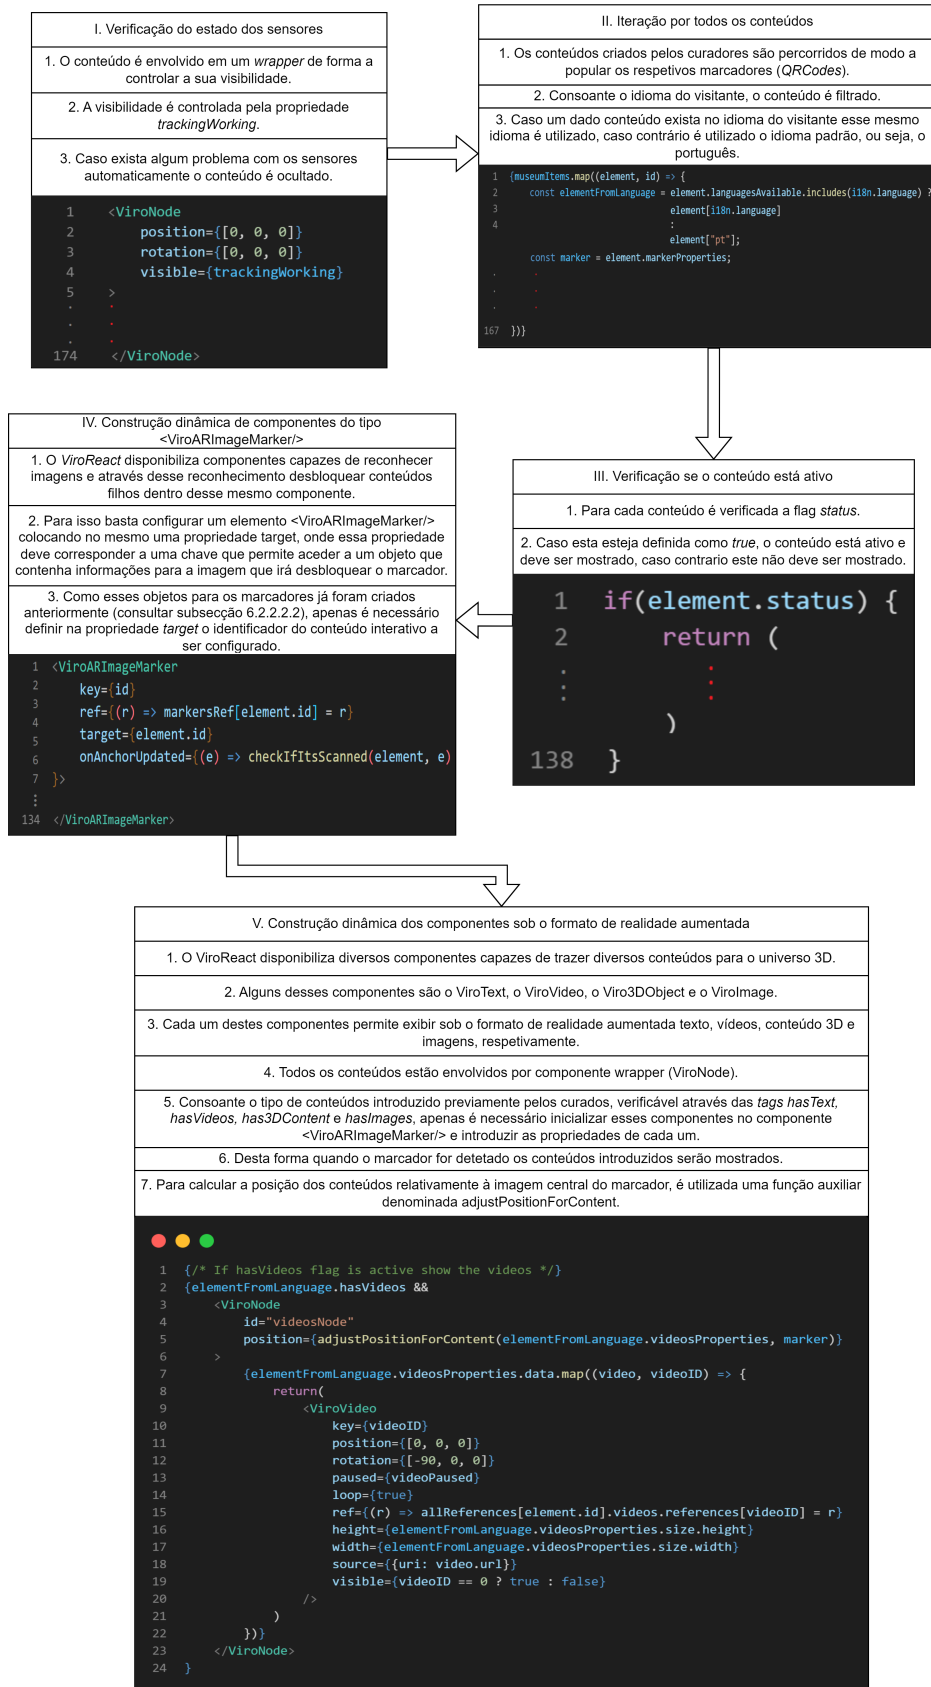 I. Verificação do estado dos sensores
1. O conteúdo é envolvido em um wrapper de forma a
controlar a sua visibilidade.
2. A visibilidade é controlada pela propriedade
trackingWorking.
3. Caso exista algum problema com os sensores
automaticamente o conteúdo é ocultado.
1 <ViroNode
2 position={[0, 0, 0]}
3 rotation={[0, 0, 0]}
4 visible={trackingWorking}
5 >
. .
. .
. .
174 </ViroNode>
II. Iteração por todos os conteúdos
1. Os conteúdos criados pelos curadores são percorridos de modo a
popular os respetivos marcadores (QRCodes).
2. Consoante o idioma do visitante, o conteúdo é filtrado.
3. Caso um dado conteúdo exista no idioma do visitante esse mesmo
idioma é utilizado, caso contrário é utilizado o idioma padrão, ou seja, o
português.
1 {museumItems.map((element, id) => {
2 const elementFromLanguage = element.languagesAvailable.includes(i18n.language) ?
3 element[i18n.language]
4 :
element["pt"];
const marker = element.markerProperties;
. .
. .
. .
167 })}
III. Verificação se o conteúdo está ativo
1. Para cada conteúdo é verificada a flag status.
2. Caso esta esteja definida como true, o conteúdo está ativo e
deve ser mostrado, caso contrario este não deve ser mostrado.
1 if(element.status) {
2 return (
. .
. .
. .
)
138 }
IV. Construção dinâmica de componentes do tipo
<ViroARImageMarker/>
1. O ViroReact disponibiliza componentes capazes de reconhecer
imagens e através desse reconhecimento desbloquear conteúdos
filhos dentro desse mesmo componente.
2. Para isso basta configurar um elemento <ViroARImageMarker/>
colocando no mesmo uma propriedade target, onde essa propriedade
deve corresponder a uma chave que permite aceder a um objeto que
contenha informações para a imagem que irá desbloquear o marcador.
3. Como esses objetos para os marcadores já foram criados
anteriormente (consultar subsecção 6.2.2.2.2), apenas é necessário
definir na propriedade target o identificador do conteúdo interativo a
ser configurado.
1 <ViroARImageMarker
2 key={id}
3 ref={(r) => markersRef[element.id] = r}
4
5 target={element.id}
6 onAnchorUpdated={(e) => checkIfItsScanned(element, e)
7 }>
⋮
134 </ViroARImageMarker>
V. Construção dinâmica dos componentes sob o formato de realidade aumentada
1. O ViroReact disponibiliza diversos componentes capazes de trazer diversos conteúdos para o universo 3D.
2. Alguns desses componentes são o ViroText, o ViroVideo, o Viro3DObject e o ViroImage.
3. Cada um destes componentes permite exibir sob o formato de realidade aumentada texto, vídeos, conteúdo 3D e
imagens, respetivamente.
4. Todos os conteúdos estão envolvidos por componente wrapper (ViroNode).
5. Consoante o tipo de conteúdos introduzido previamente pelos curados, verificável através das tags hasText,
hasVideos, has3DContent e hasImages, apenas é necessário inicializar esses componentes no componente
<ViroARImageMarker/> e introduzir as propriedades de cada um.
6. Desta forma quando o marcador for detetado os conteúdos introduzidos serão mostrados.
7. Para calcular a posição dos conteúdos relativamente à imagem central do marcador, é utilizada uma função auxiliar
denominada adjustPositionForContent.
1 {/* If hasVideos flag is active show the videos */}
2 {elementFromLanguage.hasVideos &&
3 <ViroNode
4 id="videosNode"
5 position={adjustPositionForContent(elementFromLanguage.videosProperties, marker)}
6 >
7 {elementFromLanguage.videosProperties.data.map((video, videoID) => {
8 return(
9 <ViroVideo
10 key={videoID}
11 position={[0, 0, 0]}
12 rotation={[-90, 0, 0]}
13 paused={videoPaused}
14 loop={true}
15 ref={(r) => allReferences[element.id].videos.references[videoID] = r}
16 height={elementFromLanguage.videosProperties.size.height}
17 width={elementFromLanguage.videosProperties.size.width}
18 source={{uri: video.url}}
19 visible={videoID == 0 ? true : false}
20 />
21 )
22 })}
23 </ViroNode>
24 }